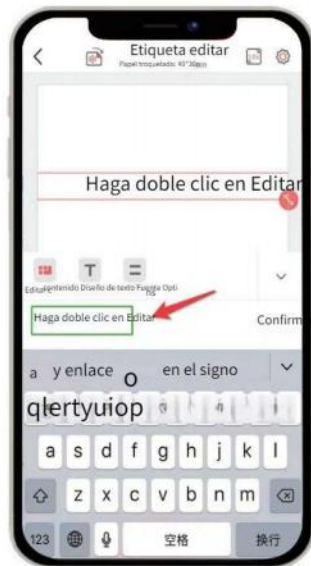 Etiqueta editar
Papel troquelado: 40*30mm
Haga doble clic en Editar
Editar contenido Diseño de texto Fuente Opti
ns
Haga doble clic en Editar
Confirm
a y enlace o en el signo
qlertyuiop
a s d f g h j k l
z x c v b n m
123 空格 换行